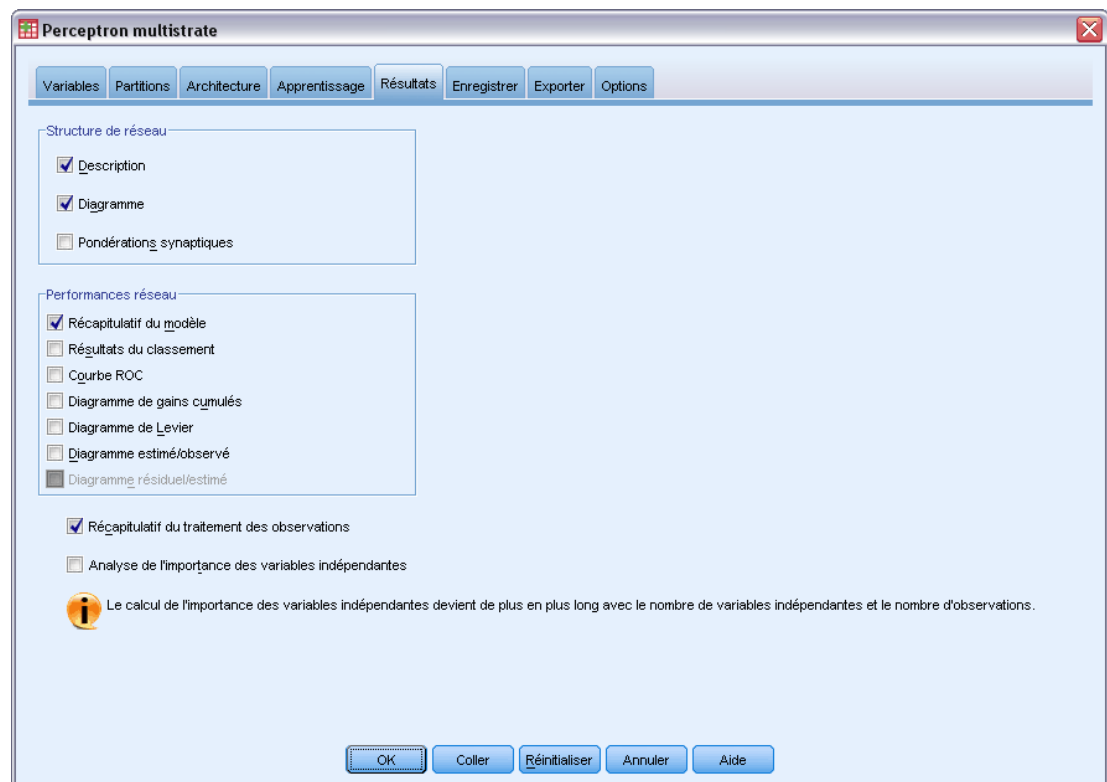 Perceptron multistrate
Variables Partitions Architecture Apprentissage Résultats Enregistrer Exporter Options
Structure de réseau
Description
Diagramme
Pondérations synaptiques
Performances réseau
Récapitulatif du modèle
Résultats du classement
Courbe ROC
Diagramme de gains cumulés
Diagramme de Levier
Diagramme estimé/observé
Diagramme résiduel/estimé
Récapitulatif du traitement des observations
Analyse de l'importance des variables indépendantes
Le calcul de l'importance des variables indépendantes devient de plus en plus long avec le nombre de variables indépendantes et le nombre d'observations.
OK Coller Réinitialiser Annuler Aide